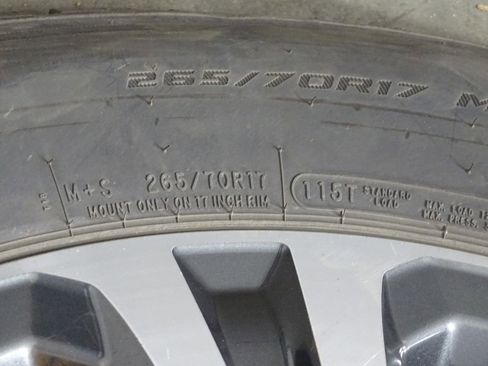 265/70R17 M
M+S 265/70R17
MOUNT ONLY ON 17 INCH RIM
115T STANDARD LOAD
MAX. LOAD
MAX. PRESS.